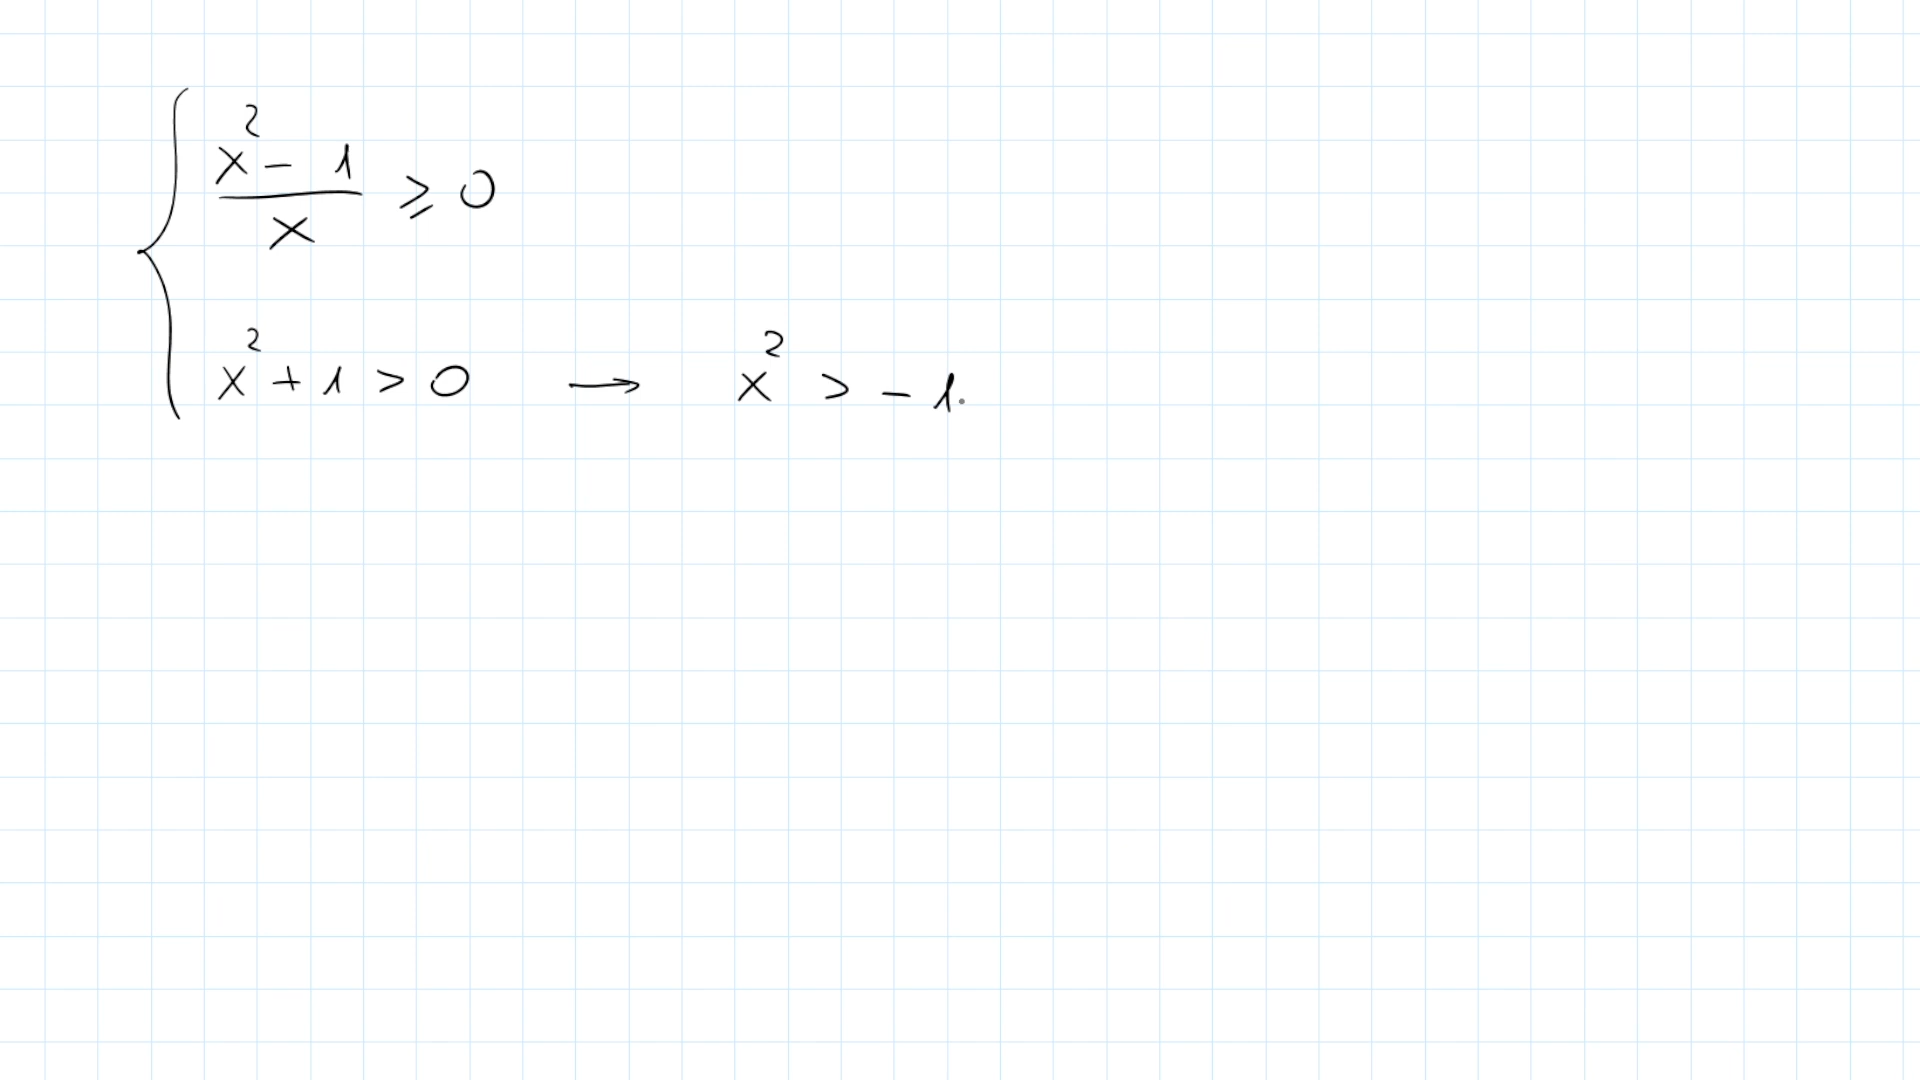 x² - 1
x
≥ 0
x² + 1 > 0 → x² > - 1